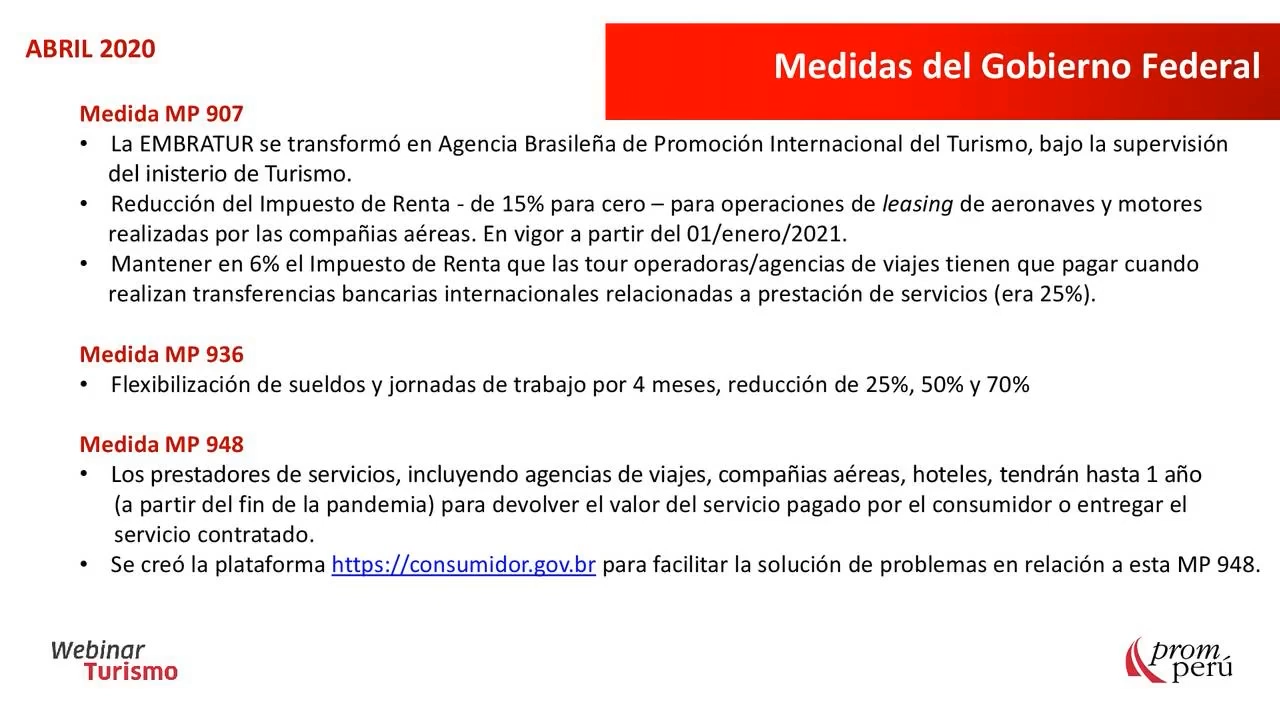 ABRIL 2020
Medidas del Gobierno Federal
Medida MP 907
• La EMBRATUR se transformó en Agencia Brasileña de Promoción Internacional del Turismo, bajo la supervisión
del inisterio de Turismo.
• Reducción del Impuesto de Renta - de 15% para cero – para operaciones de leasing de aeronaves y motores
realizadas por las compañias aéreas. En vigor a partir del 01/enero/2021.
• Mantener en 6% el Impuesto de Renta que las tour operadoras/agencias de viajes tienen que pagar cuando
realizan transferencias bancarias internacionales relacionadas a prestación de servicios (era 25%).
Medida MP 936
• Flexibilización de sueldos y jornadas de trabajo por 4 meses, reducción de 25%, 50% y 70%
Medida MP 948
• Los prestadores de servicios, incluyendo agencias de viajes, compañias aéreas, hoteles, tendrán hasta 1 año
(a partir del fin de la pandemia) para devolver el valor del servicio pagado por el consumidor o entregar el
servicio contratado.
• Se creó la plataforma https://consumidor.gov.br para facilitar la solución de problemas en relación a esta MP 948.
Webinar
Turismo
prom
perú